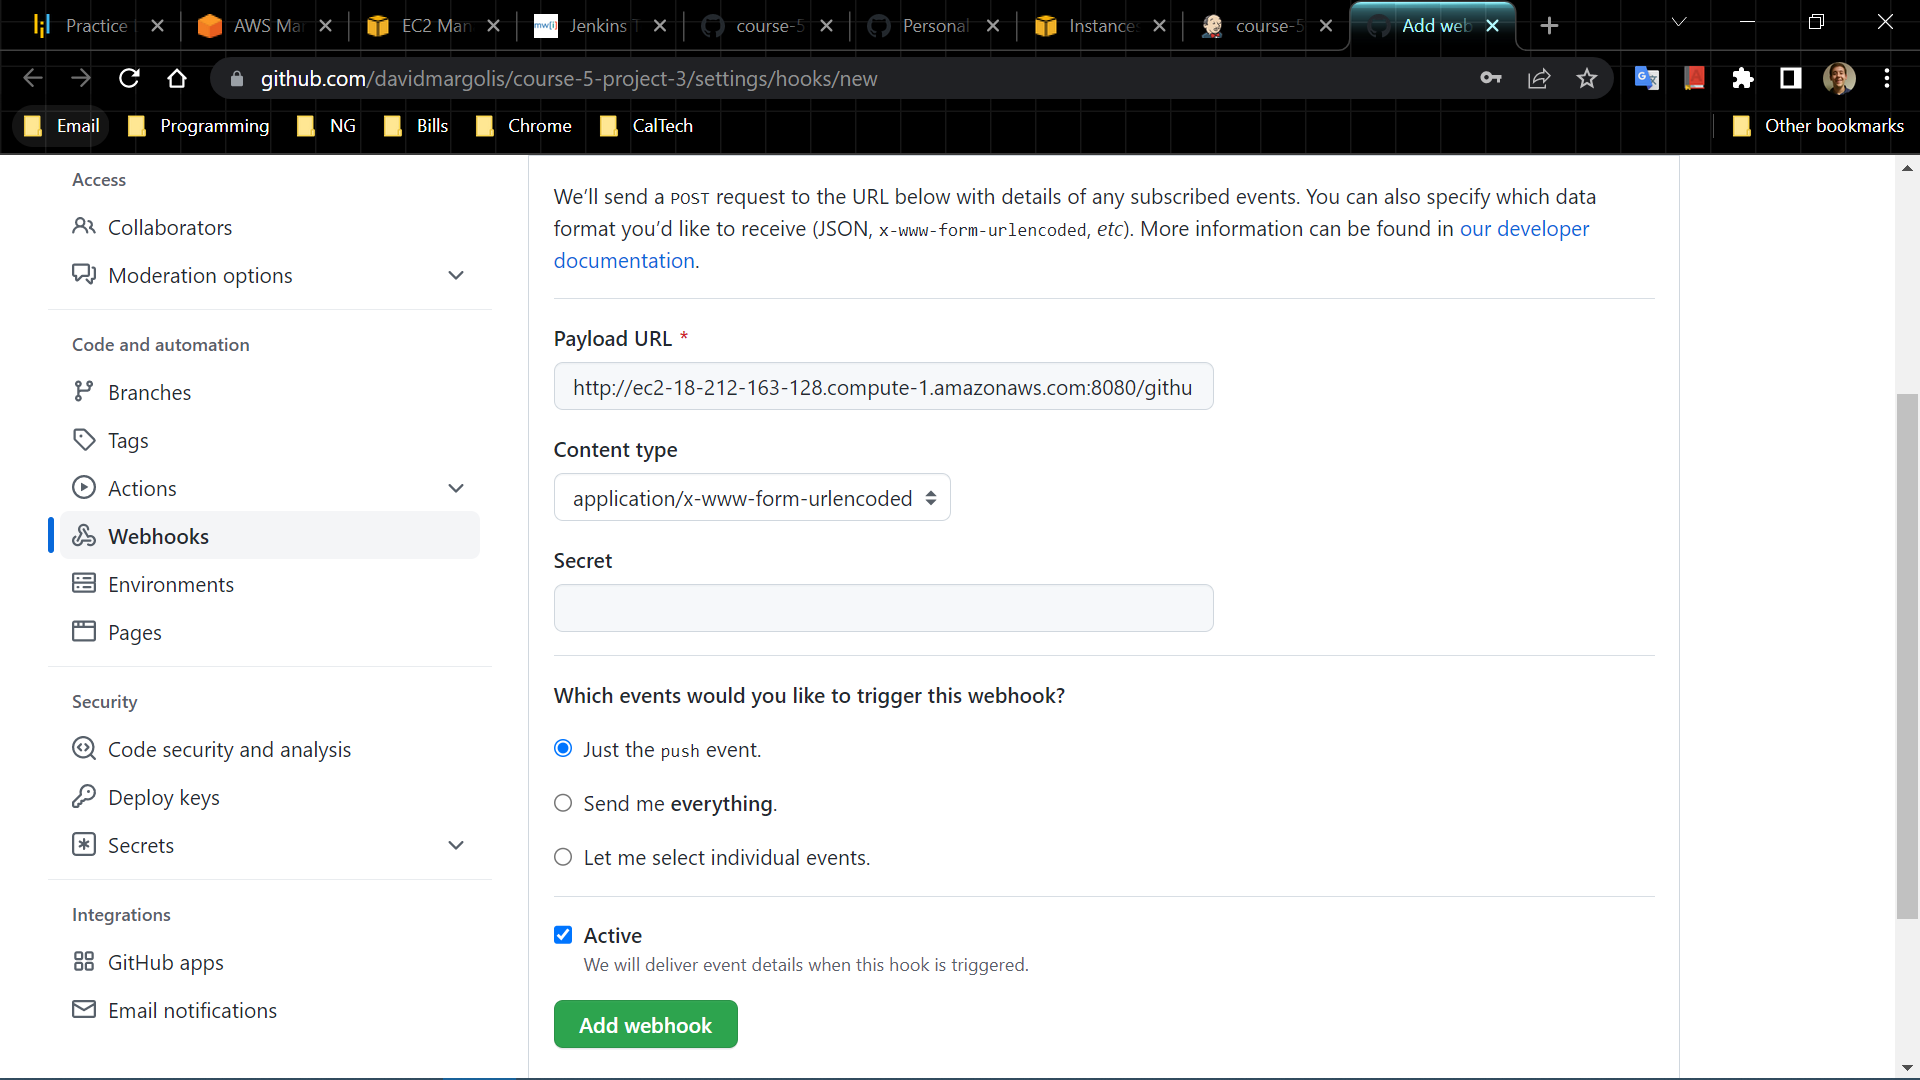 Practice
AWS Ma
EC2 Man
mw[i] Jenkins T
course-5
Personal
Instances
course-5
Add web
github.com/davidmargolis/course-5-project-3/settings/hooks/new
Email Programming NG Bills Chrome CalTech Other bookmarks
Access
Collaborators
Moderation options
Code and automation
Branches
Tags
Actions
Webhooks
Environments
Pages
Security
Code security and analysis
Deploy keys
Secrets
Integrations
GitHub apps
Email notifications
We’ll send a POST request to the URL below with details of any subscribed events. You can also specify which data
format you’d like to receive (JSON, x-www-form-urlencoded, etc). More information can be found in our developer
documentation.
Payload URL *
http://ec2-18-212-163-128.compute-1.amazonaws.com:8080/githu
Content type
application/x-www-form-urlencoded
Secret
Which events would you like to trigger this webhook?
Just the push event.
Send me everything.
Let me select individual events.
Active
We will deliver event details when this hook is triggered.
Add webhook